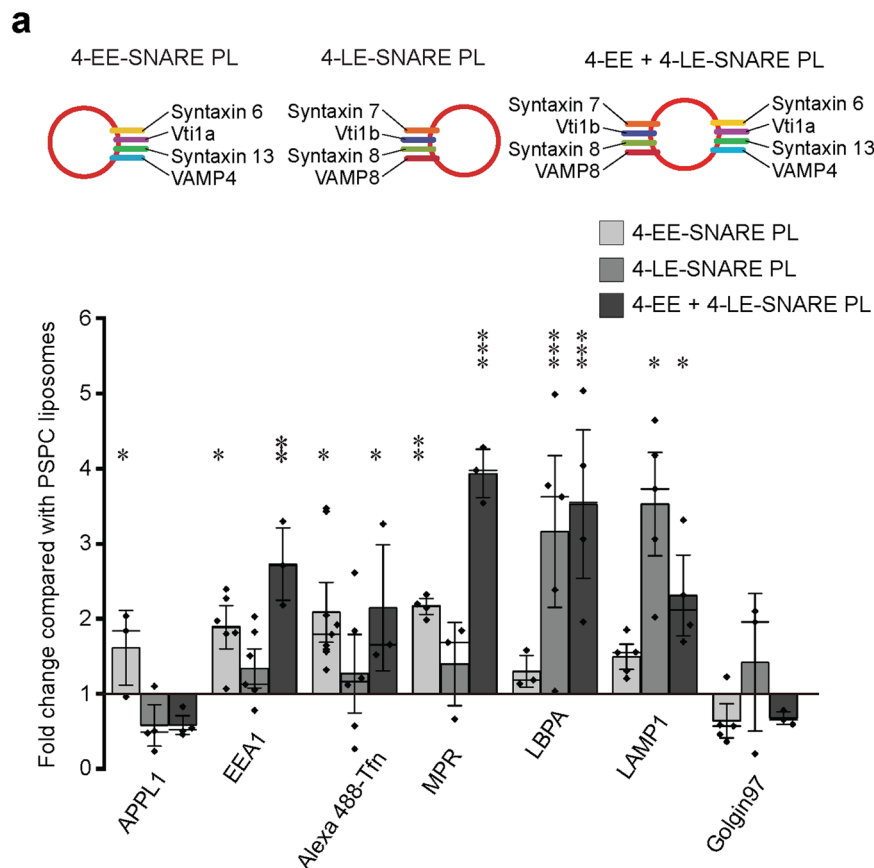 a
4-EE-SNARE PL
4-LE-SNARE PL
4-EE + 4-LE-SNARE PL
Syntaxin 6
Vti1a
Syntaxin 13
VAMP4
Syntaxin 7
Vti1b
Syntaxin 8
VAMP8
Syntaxin 7
Vti1b
Syntaxin 8
VAMP8
Syntaxin 6
Vti1a
Syntaxin 13
VAMP4
4-EE-SNARE PL
4-LE-SNARE PL
4-EE + 4-LE-SNARE PL
Fold change compared with PSPC liposomes
6
5
4
3
2
1
0
*
*
**
*
*
**
***
***
***
*
*
APPL1
EEA1
Alexa 488-Tfn
MPR
LBPA
LAMP1
Golgin97